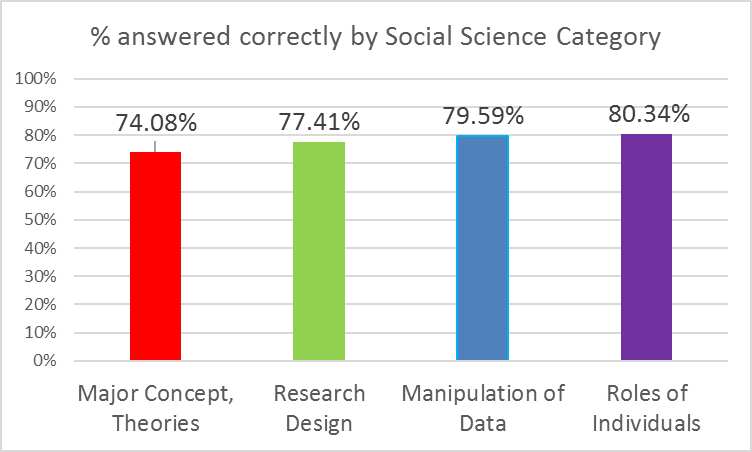 % answered correctly by Social Science Category
100%
90%
80%
70%
60%
50%
40%
30%
20%
10%
0%
74.08%
77.41%
79.59%
80.34%
Major Concept,
Theories
Research
Design
Manipulation of
Data
Roles of
Individuals